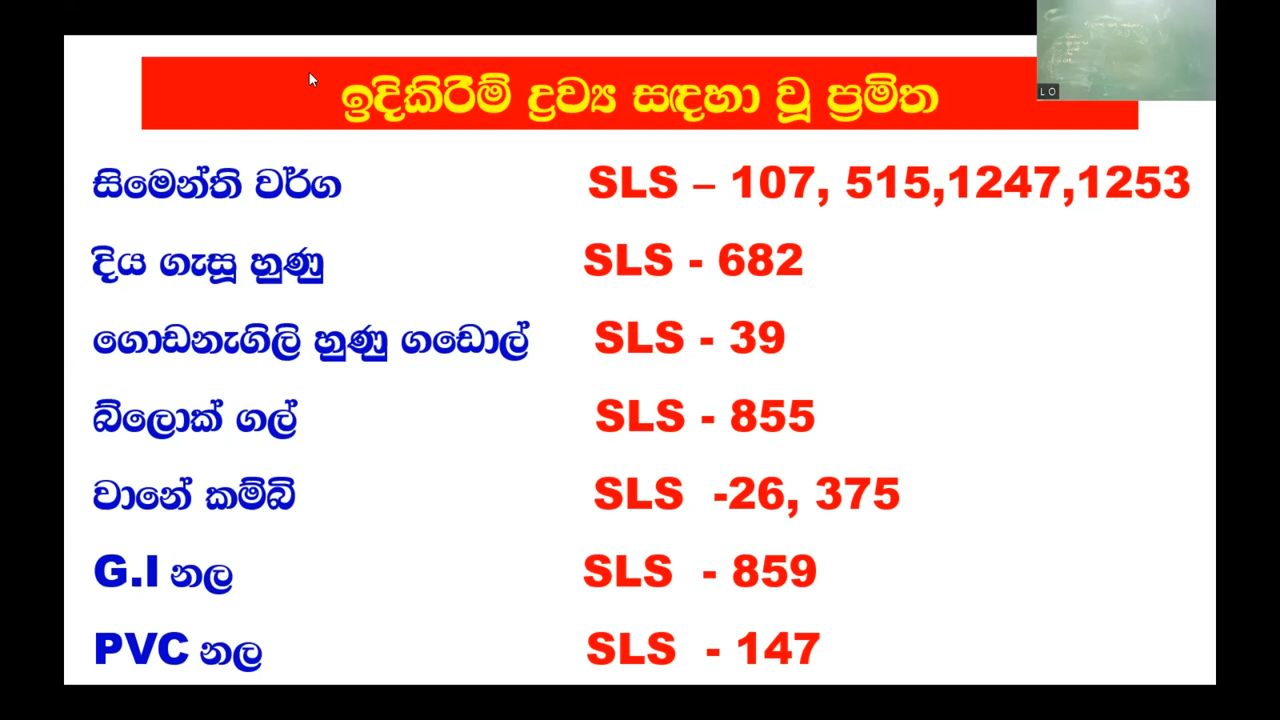 ඉදිකිරීම් ද්‍රව්‍ය සඳහා වූ ප්‍රමිත
සිමෙන්ති වර්ග SLS – 107, 515,1247,1253
දිය ගැසූ හුණු SLS - 682
ගොඩනැගිලි හුණු ගඩොල් SLS - 39
බ්ලොක් ගල් SLS - 855
වානේ කම්බි SLS -26, 375
G.I නල SLS - 859
PVC නල SLS - 147
L O